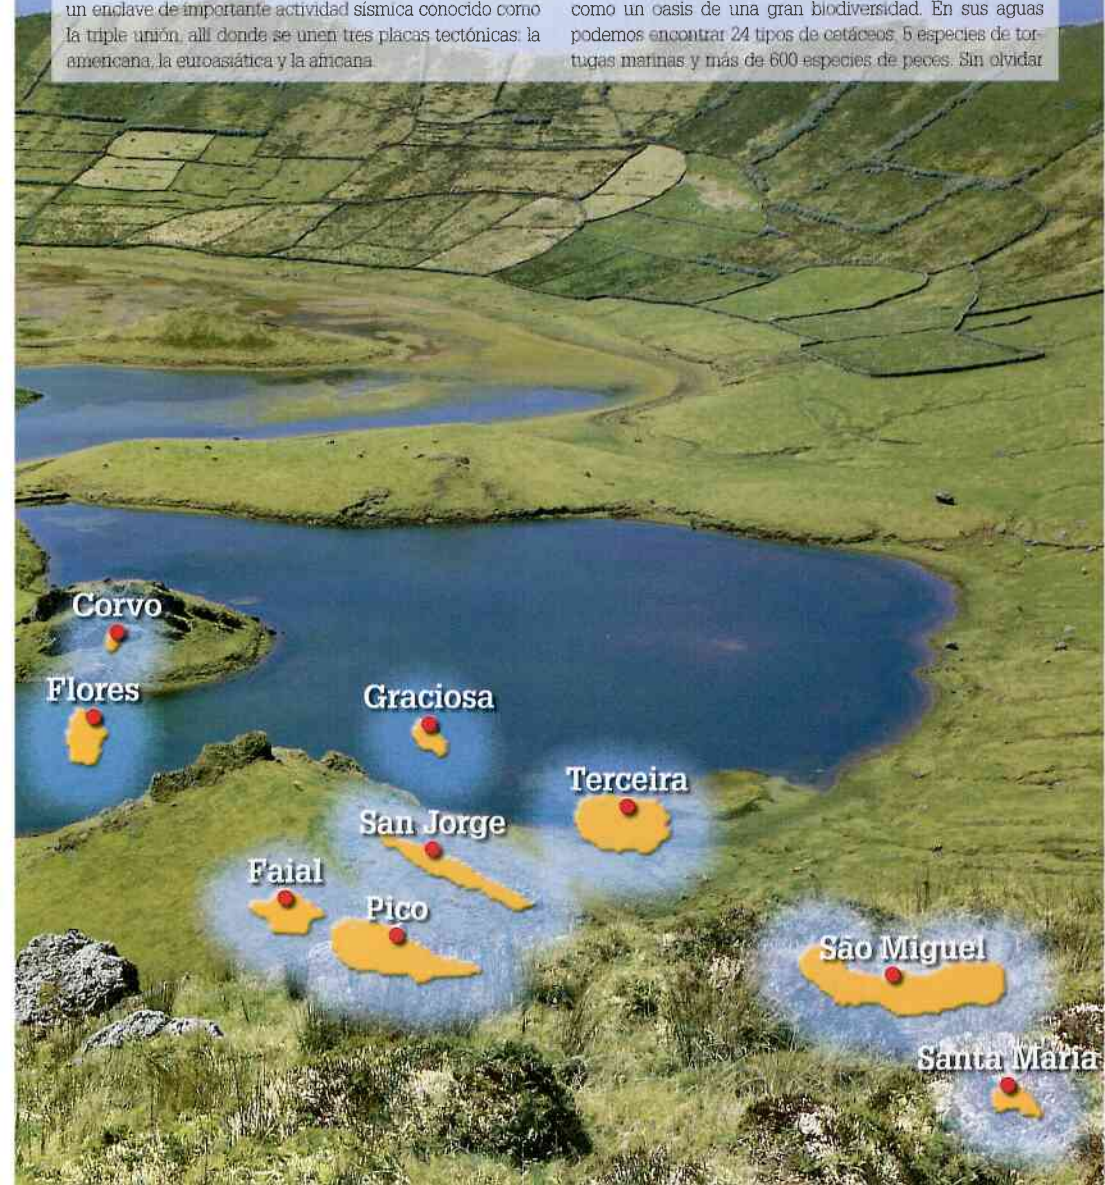 un enclave de importante actividad sísmica conocido como
la triple unión, allí donde se unen tres placas tectónicas: la
americana, la euroasiática y la africana.
como un oasis de una gran biodiversidad. En sus aguas
podemos encontrar 24 tipos de cetáceos, 5 especies de tor-
tugas marinas y más de 600 especies de peces. Sin olvidar
Corvo
Flores
Graciosa
Terceira
San Jorge
Faial
Pico
São Miguel
Santa Maria